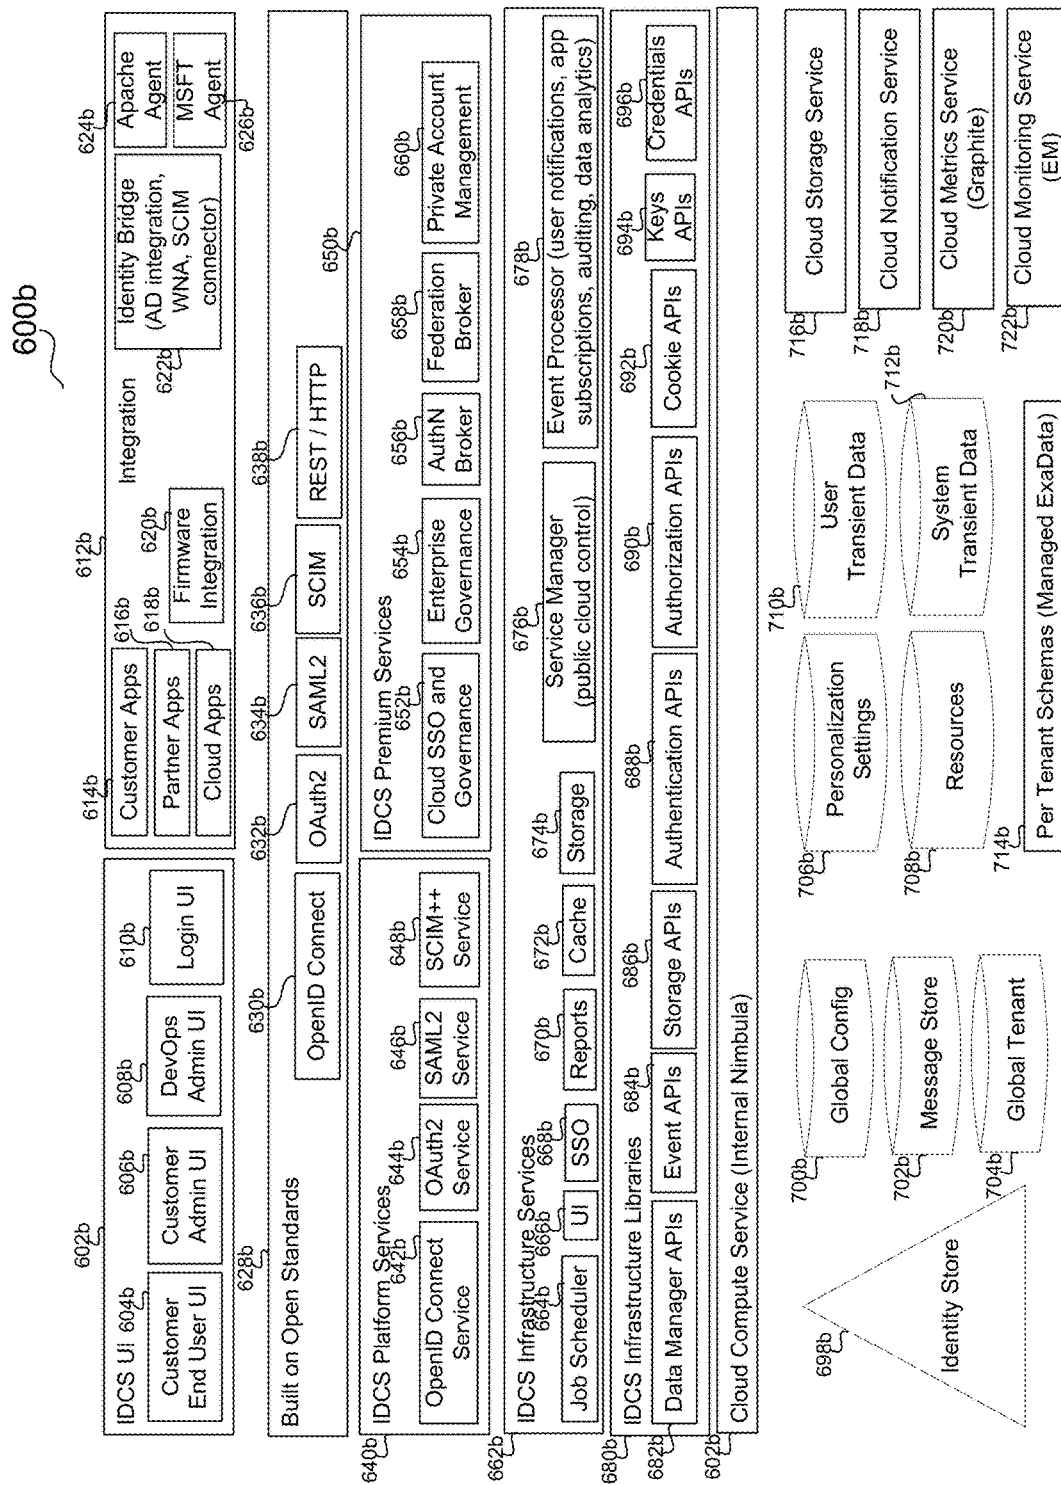 600b
602b
IDCS UI
604b
Customer
End User UI
606b
Customer
Admin UI
608b
DevOps
Admin UI
610b
Login UI
612b
Integration
614b
Customer Apps
616b
Partner Apps
618b
Cloud Apps
620b
Firmware
Integration
622b
Identity Bridge
(AD integration,
WNA, SCIM
connector)
624b
Apache
Agent
MSFT
Agent
626b
628b
Built on Open Standards
630b
OpenID Connect
632b
OAuth2
634b
SAML2
636b
SCIM
638b
REST / HTTP
640b
IDCS Platform Services
642b
OpenID Connect
Service
644b
OAuth2
Service
646b
SAML2
Service
648b
SCIM++
Service
650b
IDCS Premium Services
652b
Cloud SSO and
Governance
654b
Enterprise
Governance
656b
AuthN
Broker
658b
Federation
Broker
660b
Private Account
Management
662b
IDCS Infrastructure Services
664b
Job Scheduler
666b
UI
668b
SSO
670b
Reports
672b
Cache
674b
Storage
676b
Service Manager
(public cloud control)
678b
Event Processor (user notifications, app
subscriptions, auditing, data analytics)
680b
IDCS Infrastructure Libraries
682b
Data Manager APIs
684b
Event APIs
686b
Storage APIs
688b
Authentication APIs
690b
Authorization APIs
692b
Cookie APIs
694b
Keys
APIs
696b
Credentials
APIs
602b
Cloud Compute Service (Internal Nimbula)
698b
Identity Store
700b
Global Config
702b
Message Store
704b
Global Tenant
706b
Personalization
Settings
708b
Resources
710b
User
Transient Data
712b
System
Transient Data
714b
Per Tenant Schemas (Managed ExaData)
716b
Cloud Storage Service
718b
Cloud Notification Service
720b
Cloud Metrics Service
(Graphite)
722b
Cloud Monitoring Service
(EM)